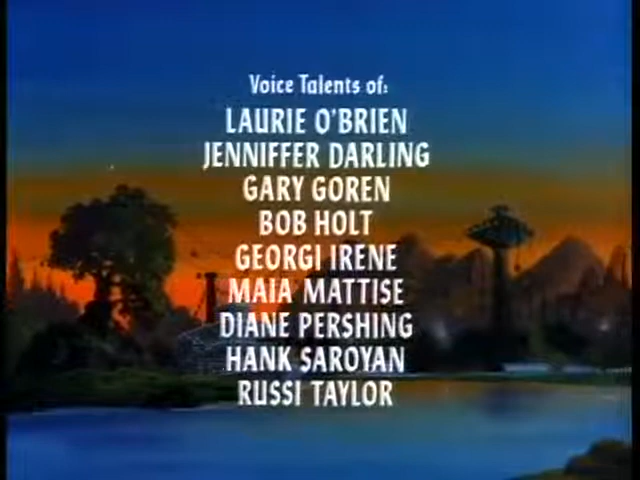 Voice Talents of:
LAURIE O'BRIEN
JENNIFFER DARLING
GARY GOREN
BOB HOLT
GEORGI IRENE
MAIA MATTISE
DIANE PERSHING
HANK SAROYAN
RUSSI TAYLOR